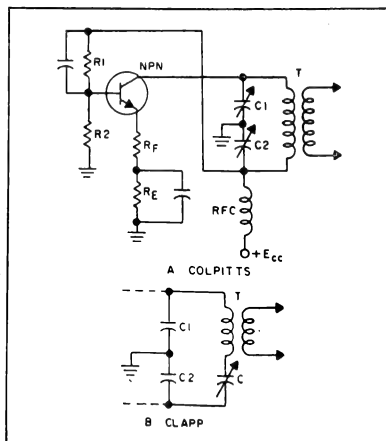 NPN
T
R1
C1
R2
C2
RF
RE
RFC
+Ecc
A COLPITTS
T
C1
C2
C
B CLAPP